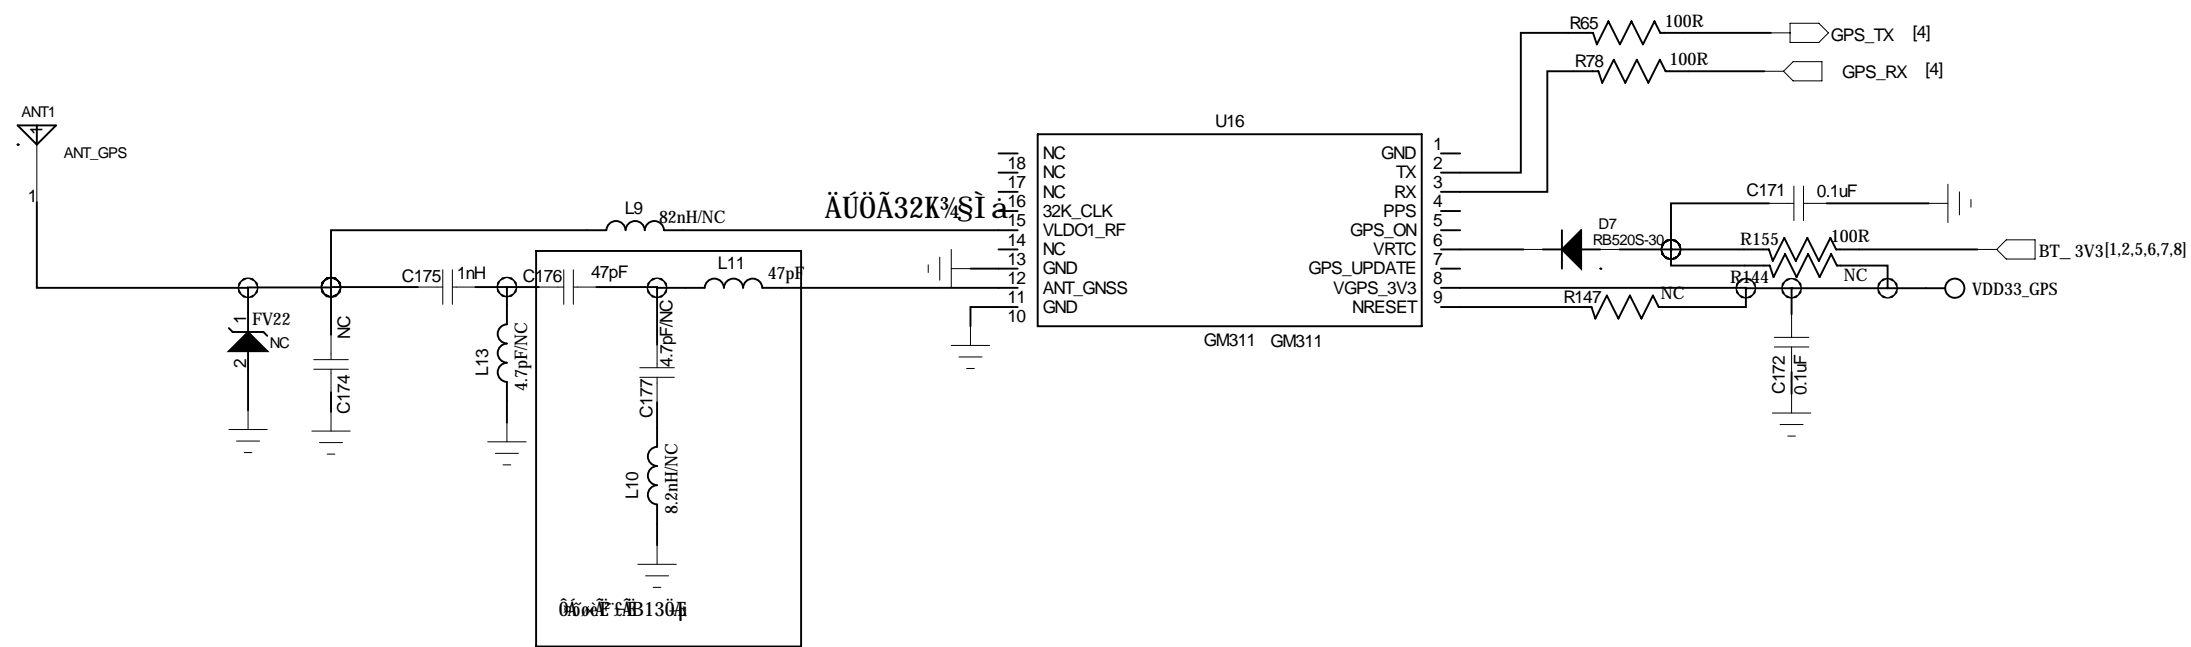 R65 100R
GPS_TX [4]
R78 100R
GPS_RX [4]
ANT1
1
ANT_GPS
1
U16
NC
18
NC
17
NC
16
32K_CLK
15
VLDO1_RF
14
NC
13
GND
12
ANT_GNSS
11
GND
10
GND
1
TX
2
RX
3
PPS
4
GPS_ON
5
VRTC
6
GPS_UPDATE
7
VGPS_3V3
8
NRESET
9
GM311 GM311
ÄÚÖÃ32K¾§Ìå
L9 82nH/NC
C175 1nH
C176 47pF
L11 47pF
FV22
NC
1
2
NC
C174
L13
4.7pF/NC
4.7pF/NC
C177
L10
8.2nH/NC
C171 0.1uF
D7
RB520S-30
R155 100R
BT_ 3V3[1,2,5,6,7,8]
R144 NC
R147 NC
VDD33_GPS
C172
0.1uF